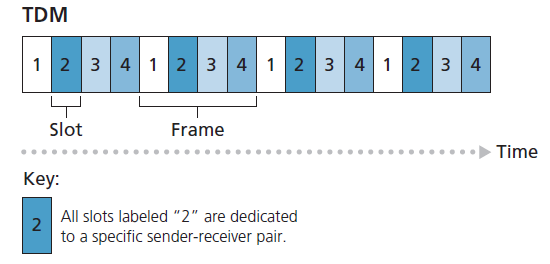 TDM
1 2 3 4 1 2 3 4 1 2 3 4 1 2 3 4
Slot Frame
Time
Key:
2 All slots labeled “2” are dedicated
to a specific sender-receiver pair.